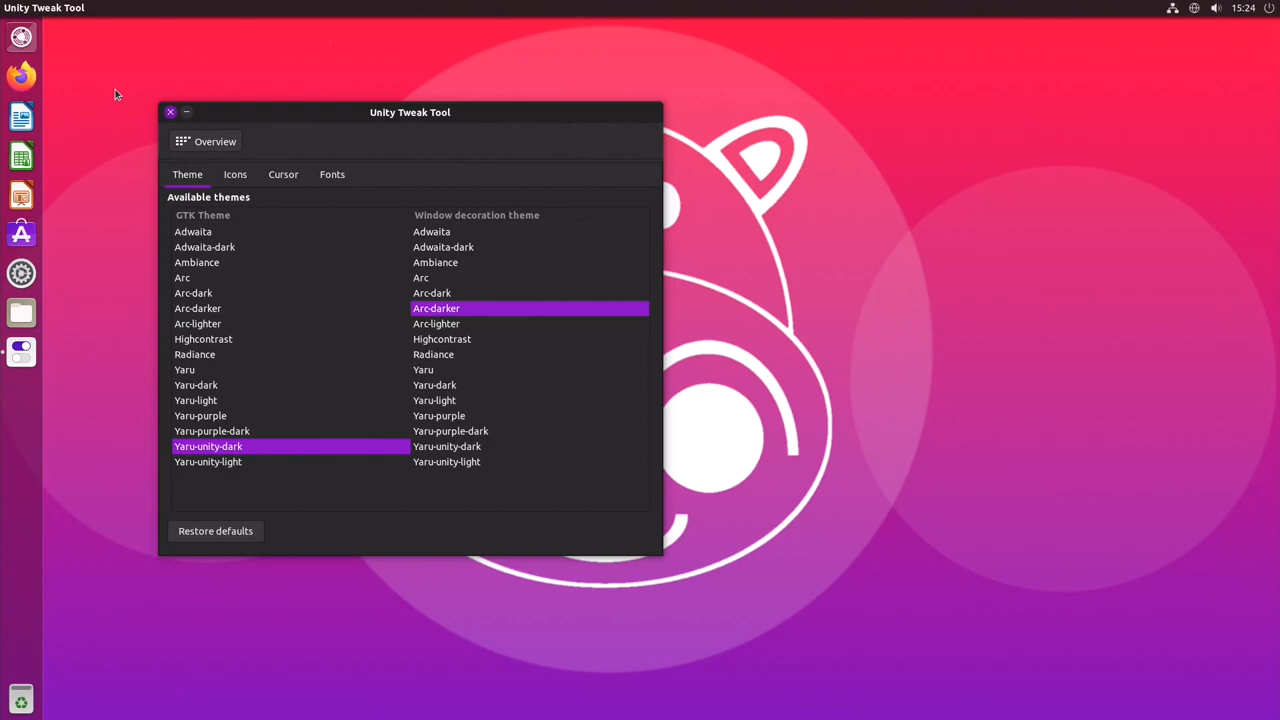 Unity Tweak Tool
15:24
Unity Tweak Tool
Overview
Theme Icons Cursor Fonts
Available themes
GTK Theme Window decoration theme
Adwaita Adwaita
Adwaita-dark Adwaita-dark
Ambiance Ambiance
Arc Arc
Arc-dark Arc-dark
Arc-darker Arc-darker
Arc-lighter Arc-lighter
Highcontrast Highcontrast
Radiance Radiance
Yaru Yaru
Yaru-dark Yaru-dark
Yaru-light Yaru-light
Yaru-purple Yaru-purple
Yaru-purple-dark Yaru-purple-dark
Yaru-unity-dark Yaru-unity-dark
Yaru-unity-light Yaru-unity-light
Restore defaults